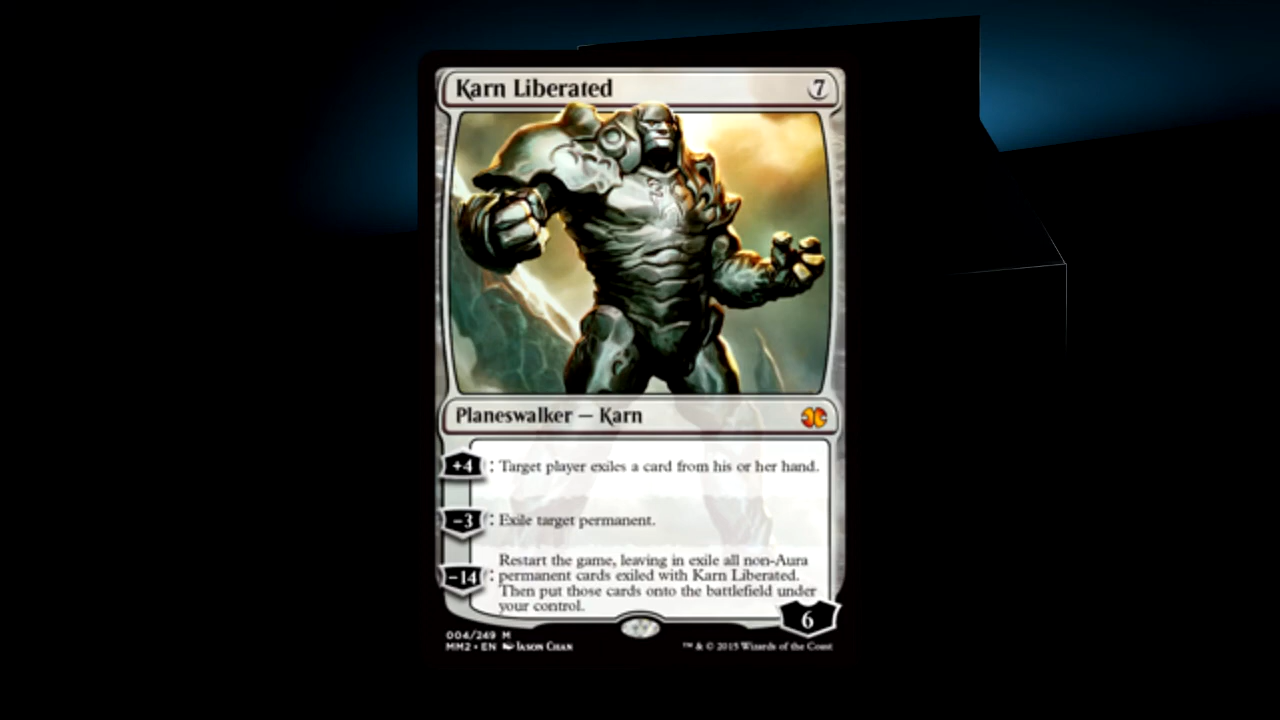 Karn Liberated 7
Planeswalker — Karn
+4 : Target player exiles a card from his or her hand.
−3 : Exile target permanent.
Restart the game, leaving in exile all non-Aura
−14 : permanent cards exiled with Karn Liberated.
Then put those cards onto the battlefield under
your control.
6
004/249 M
MM2 • EN Jason Chan
™ & © 2015 Wizards of the Coast